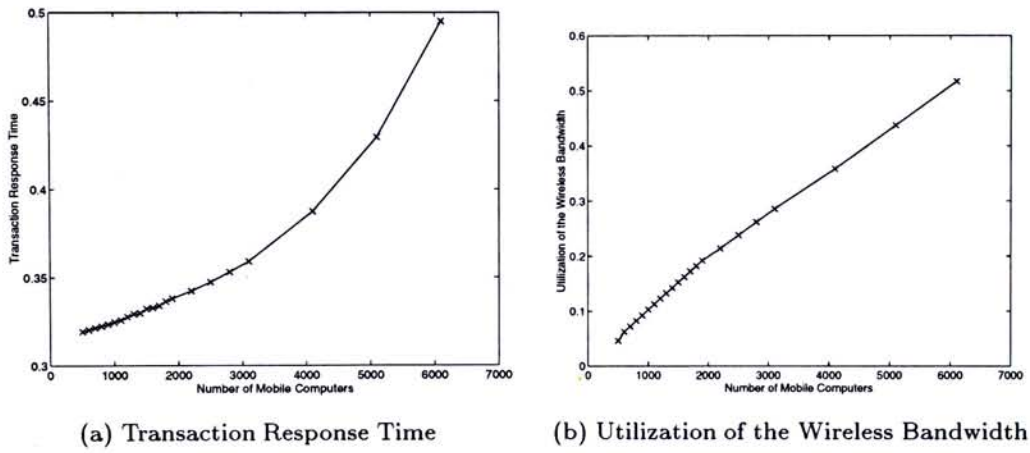 0.5
0.45
0.4
0.35
0.3
Transaction Response Time
0 1000 2000 3000 4000 5000 6000 7000
Number of Mobile Computers
(a) Transaction Response Time
0.6
0.5
0.4
0.3
0.2
0.1
0
Utilization of the Wireless Bandwidth
0 1000 2000 3000 4000 5000 6000 7000
Number of Mobile Computers
(b) Utilization of the Wireless Bandwidth